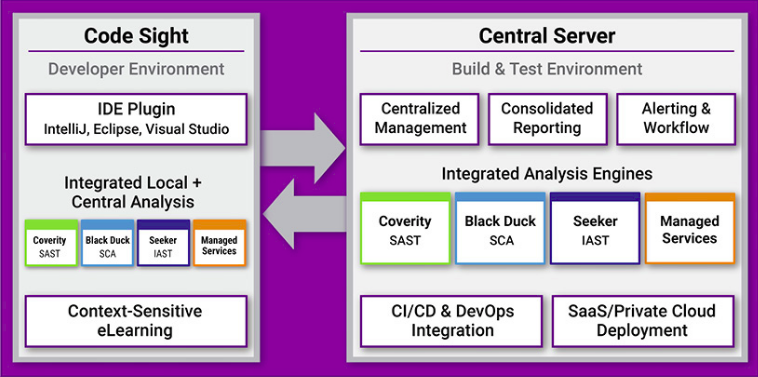 Code Sight
Developer Environment
IDE Plugin
IntelliJ, Eclipse, Visual Studio
Integrated Local +
Central Analysis
Coverity
SAST
Black Duck
SCA
Seeker
IAST
Managed
Services
Context-Sensitive
eLearning
Central Server
Build & Test Environment
Centralized
Management
Consolidated
Reporting
Alerting &
Workflow
Integrated Analysis Engines
Coverity
SAST
Black Duck
SCA
Seeker
IAST
Managed
Services
CI/CD & DevOps
Integration
SaaS/Private Cloud
Deployment